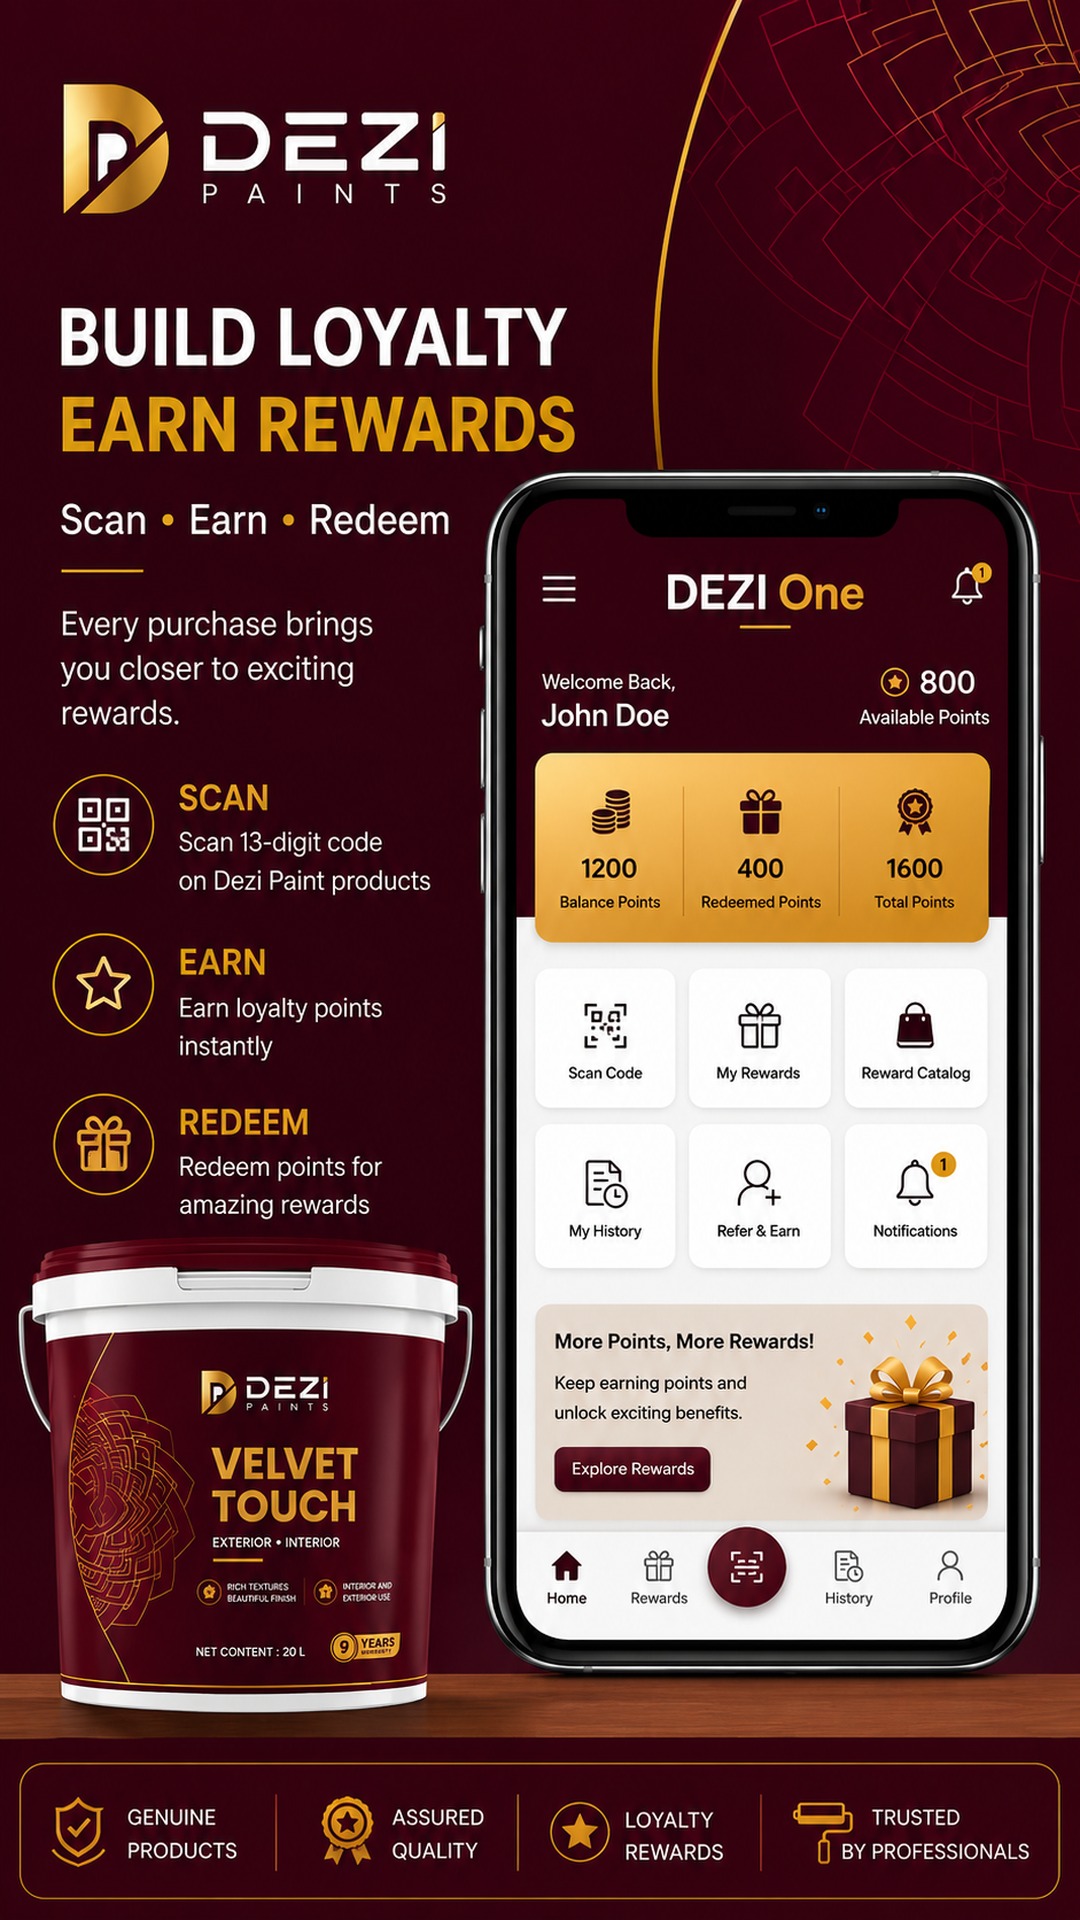 DEZI
PAINTS
BUILD LOYALTY
EARN REWARDS
Scan • Earn • Redeem
Every purchase brings
you closer to exciting
rewards.
SCAN
Scan 13-digit code
on Dezi Paint products
EARN
Earn loyalty points
instantly
REDEEM
Redeem points for
amazing rewards
DEZI One
1
Welcome Back,
John Doe
800
Available Points
1200
Balance Points
400
Redeemed Points
1600
Total Points
Scan Code
My Rewards
Reward Catalog
My History
Refer & Earn
1
Notifications
More Points, More Rewards!
Keep earning points and
unlock exciting benefits.
Explore Rewards
Home
Rewards
History
Profile
DEZI
PAINTS
VELVET
TOUCH
EXTERIOR • INTERIOR
RICH TEXTURES
BEAUTIFUL FINISH
INTERIOR AND
EXTERIOR USE
NET CONTENT : 20 L
9 YEARS
GENUINE
PRODUCTS
ASSURED
QUALITY
LOYALTY
REWARDS
TRUSTED
BY PROFESSIONALS